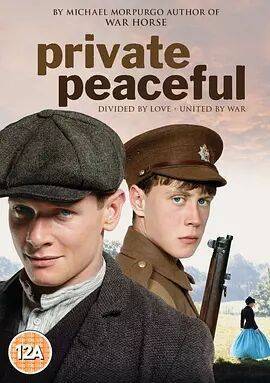 BY MICHAEL MORPURGO AUTHOR OF
WAR HORSE
private
peaceful
DIVIDED BY LOVE - UNITED BY WAR
12A